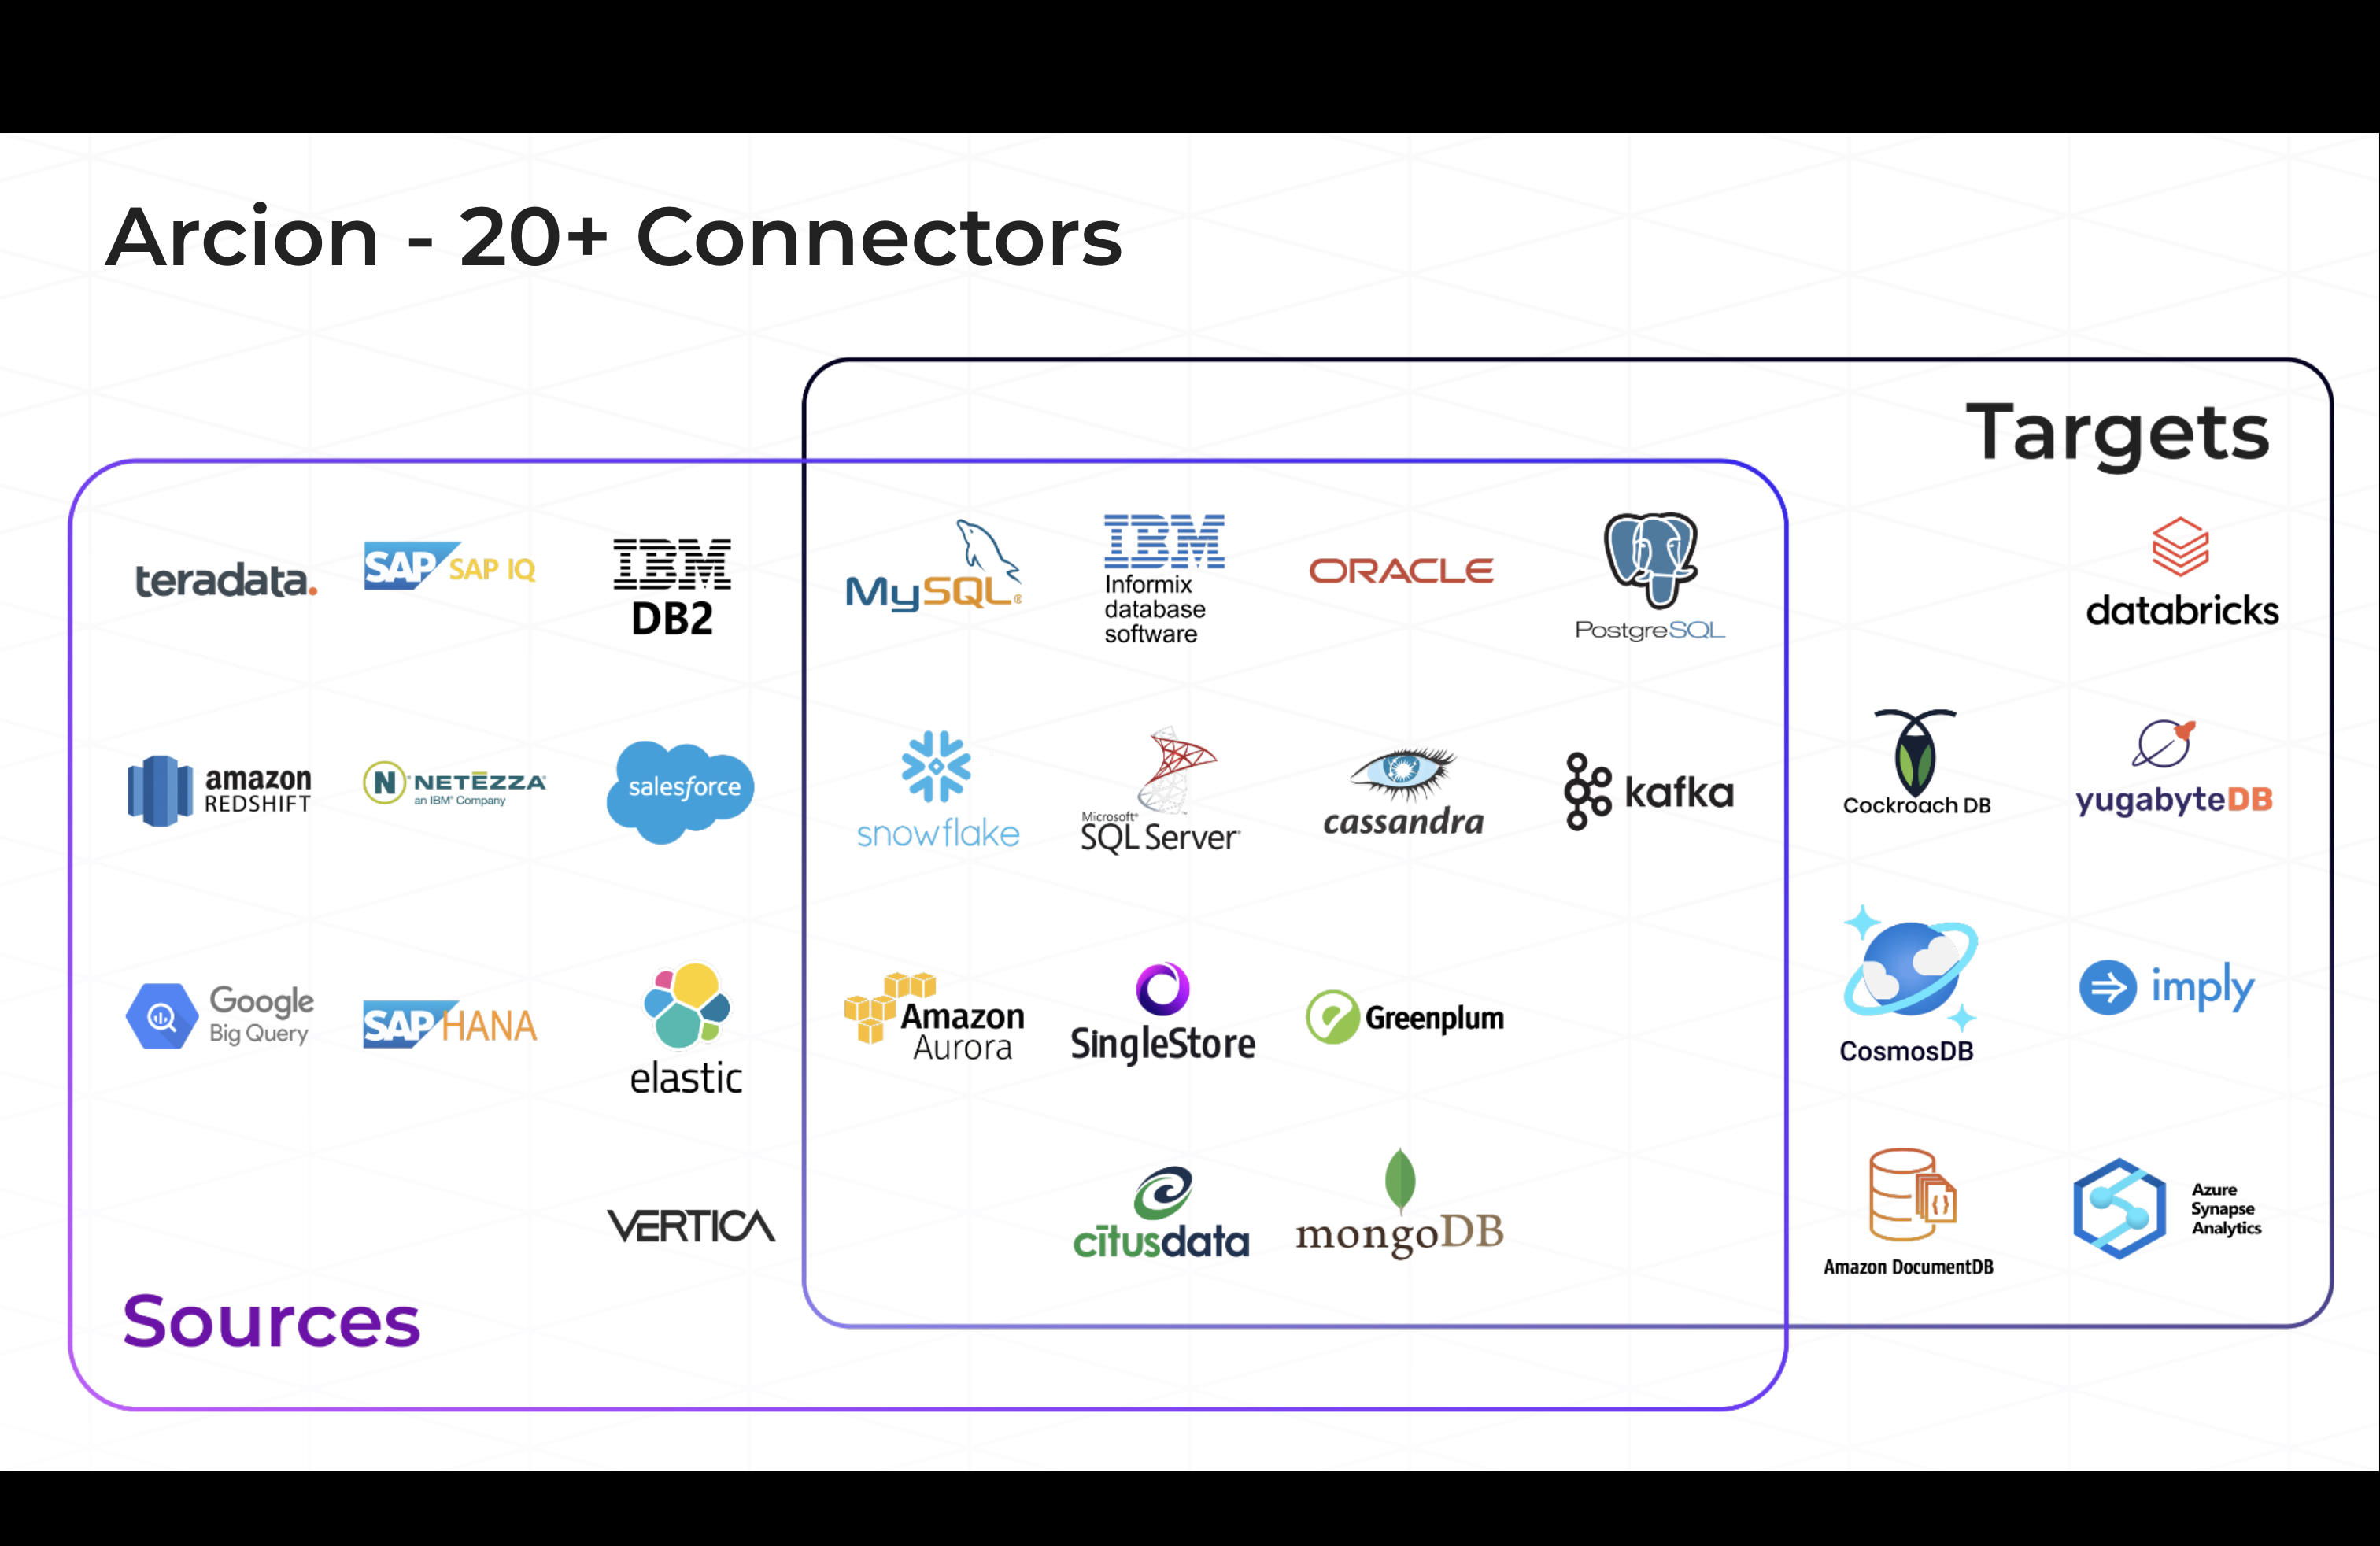 Arcion - 20+ Connectors
Targets
teradata.
SAP SAP IQ
IBM
DB2
MySQL®
IBM
Informix
database
software
ORACLE
PostgreSQL
databricks
amazon
REDSHIFT
N NETĒZZA
an IBM® Company
salesforce
snowflake
Microsoft®
SQL Server
cassandra
kafka
Cockroach DB
yugabyteDB
Google
Big Query
SAP HANA
elastic
Amazon
Aurora
SingleStore
Greenplum
CosmosDB
imply
VERTICA
citusdata
mongoDB
Amazon DocumentDB
Azure
Synapse
Analytics
Sources